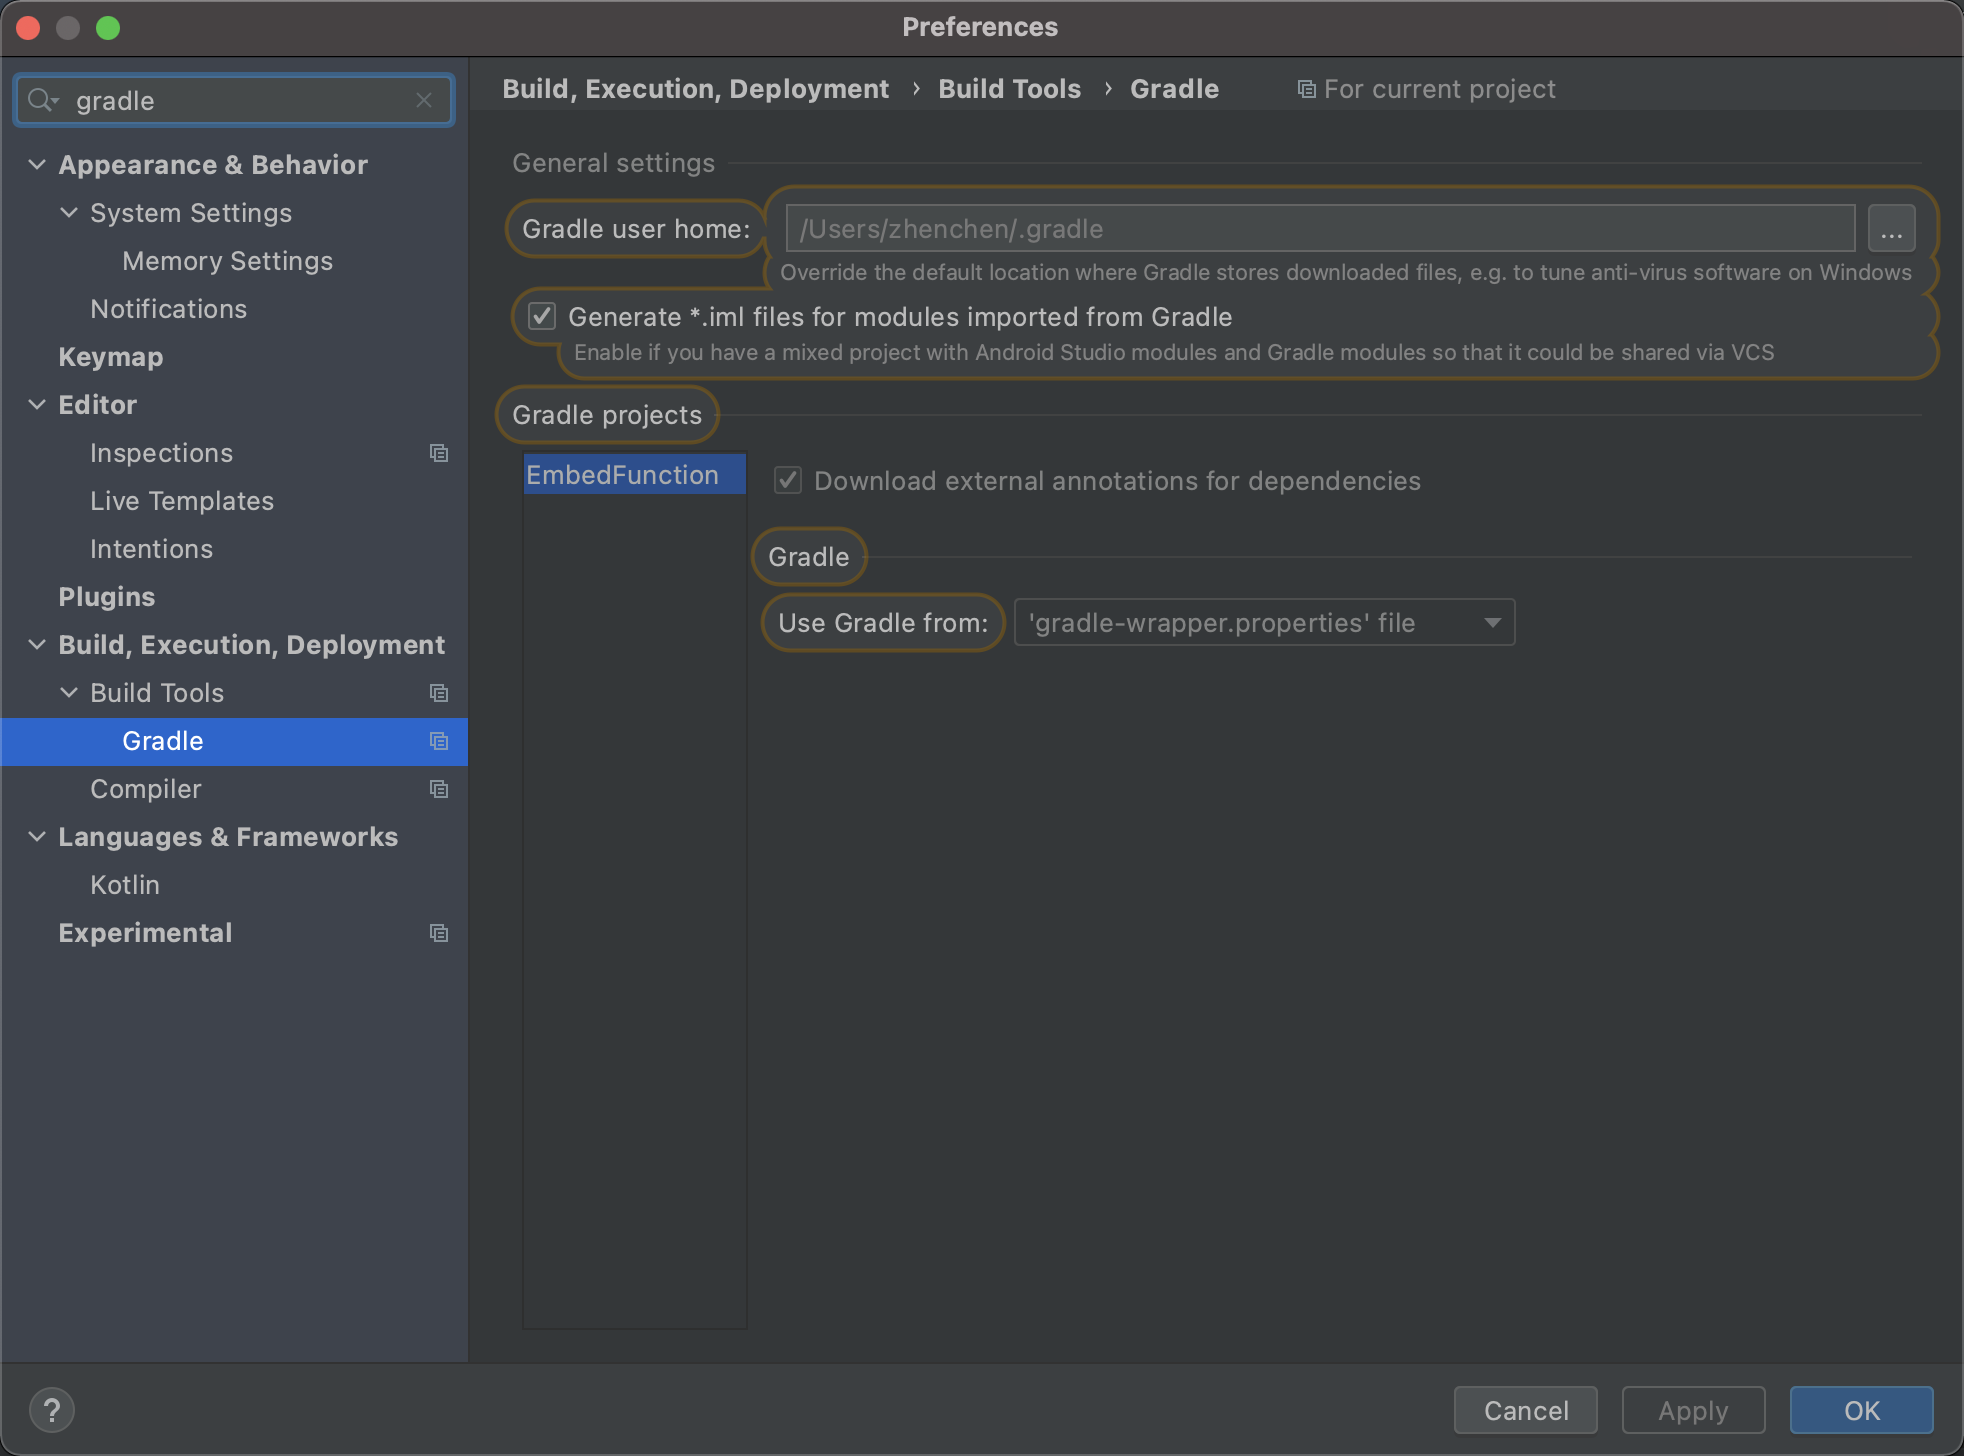 Preferences
gradle
Appearance & Behavior
System Settings
Memory Settings
Notifications
Keymap
Editor
Inspections
Live Templates
Intentions
Plugins
Build, Execution, Deployment
Build Tools
Gradle
Compiler
Languages & Frameworks
Kotlin
Experimental
Build, Execution, Deployment › Build Tools › Gradle For current project
General settings
Gradle user home: /Users/zhenchen/.gradle ...
Override the default location where Gradle stores downloaded files, e.g. to tune anti-virus software on Windows
Generate *.iml files for modules imported from Gradle
Enable if you have a mixed project with Android Studio modules and Gradle modules so that it could be shared via VCS
Gradle projects
EmbedFunction
Download external annotations for dependencies
Gradle
Use Gradle from: 'gradle-wrapper.properties' file
? Cancel Apply OK